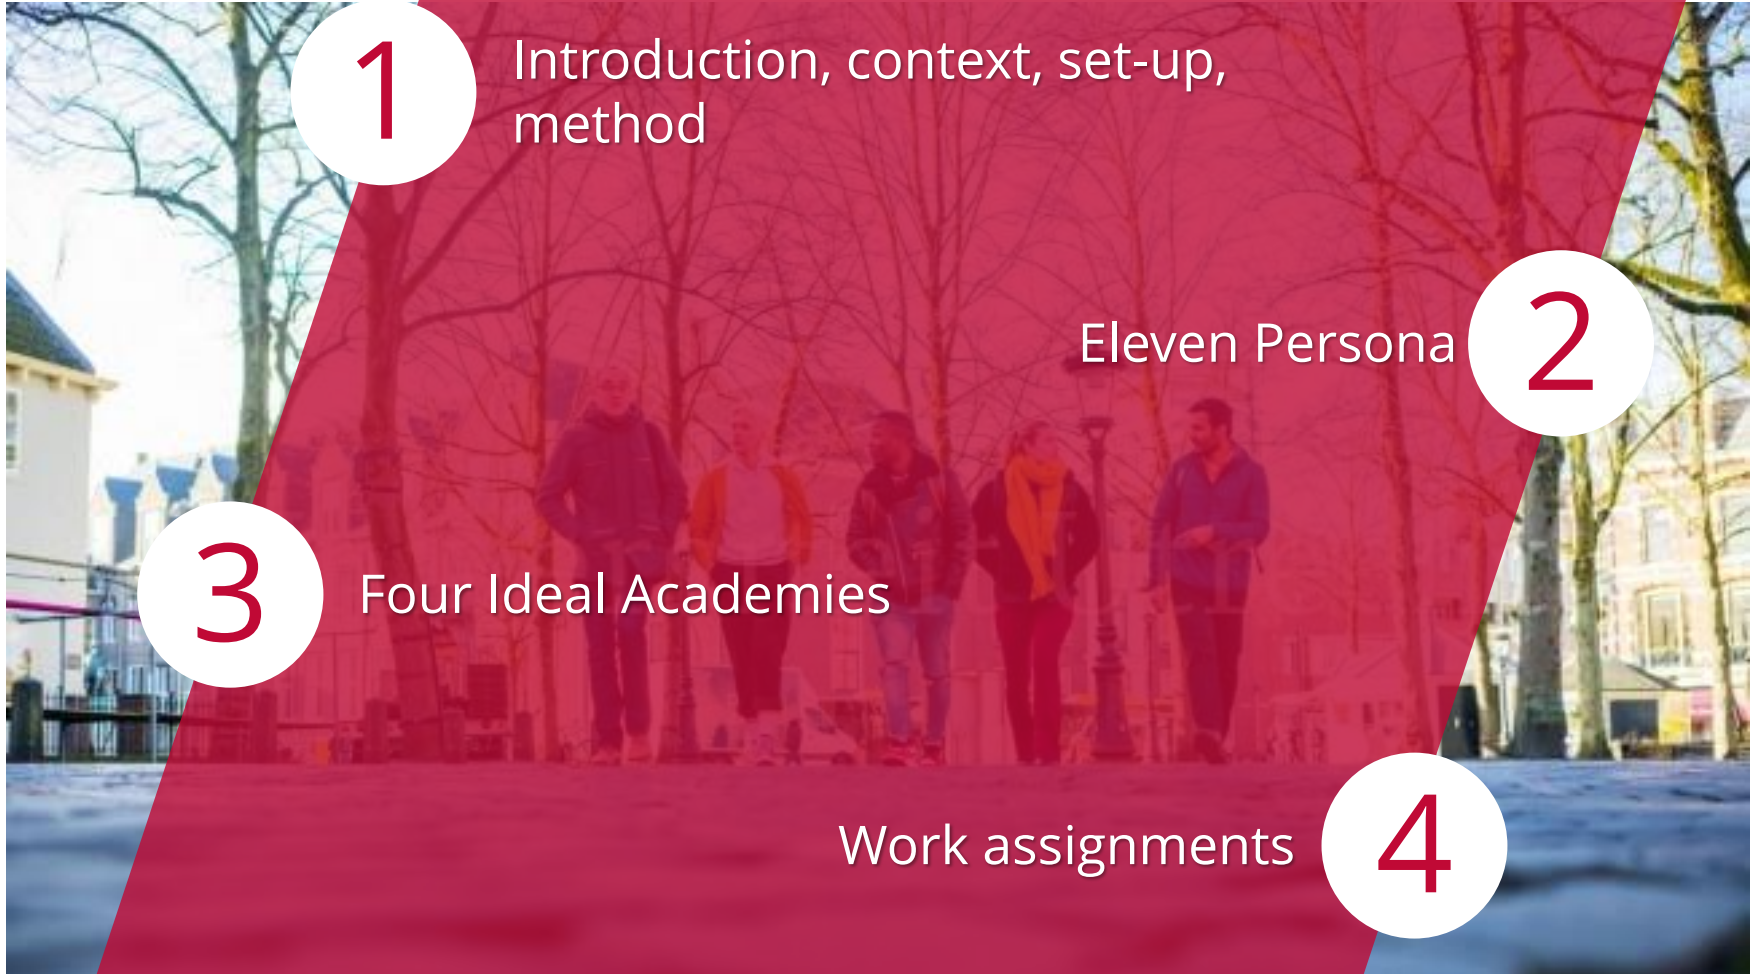 1
Introduction, context, set-up,
method
Eleven Persona
2
3
Four Ideal Academies
Work assignments
4